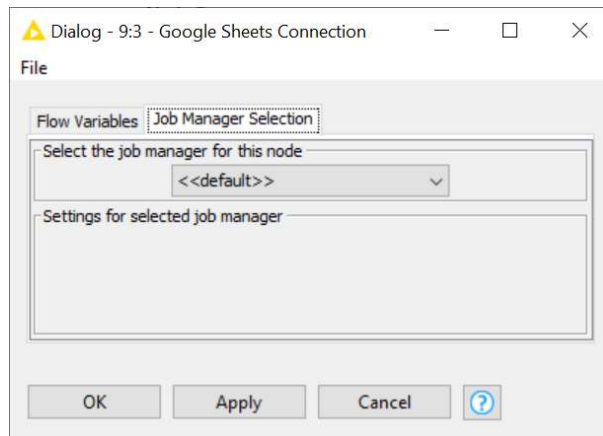 Dialog - 9:3 - Google Sheets Connection
File
Flow Variables Job Manager Selection
Select the job manager for this node
<<default>>
Settings for selected job manager
OK Apply Cancel ?